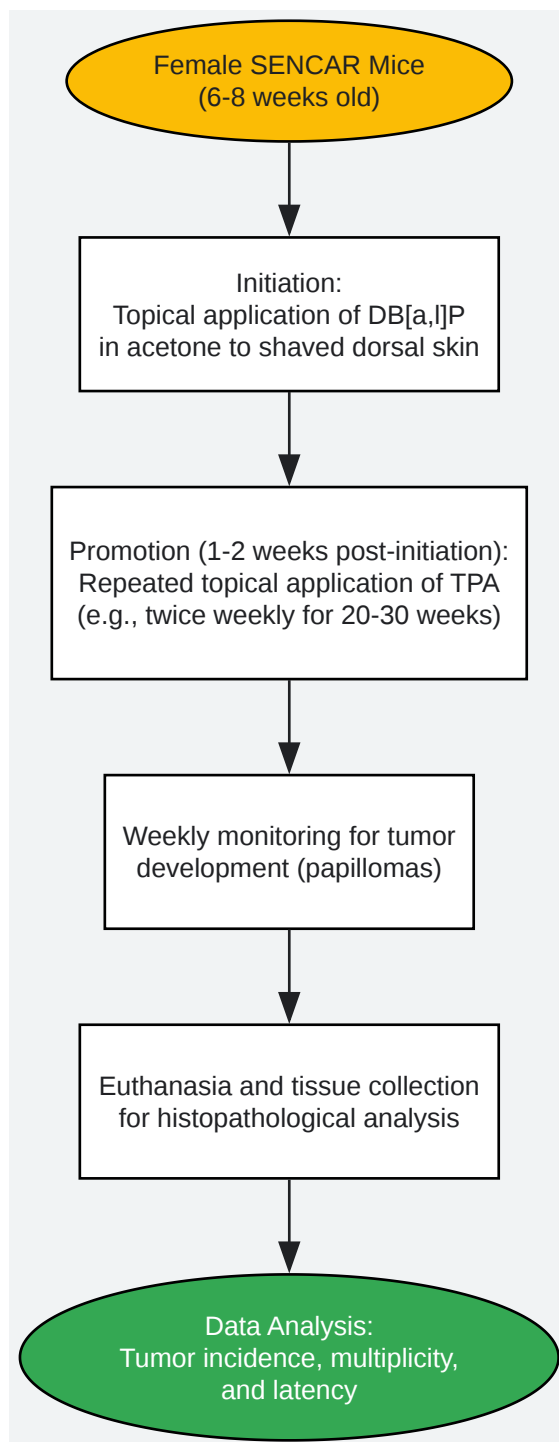 Female SENCAR Mice
(6-8 weeks old)
Initiation:
Topical application of DB[a,l]P
in acetone to shaved dorsal skin
Promotion (1-2 weeks post-initiation):
Repeated topical application of TPA
(e.g., twice weekly for 20-30 weeks)
Weekly monitoring for tumor
development (papillomas)
Euthanasia and tissue collection
for histopathological analysis
Data Analysis:
Tumor incidence, multiplicity,
and latency